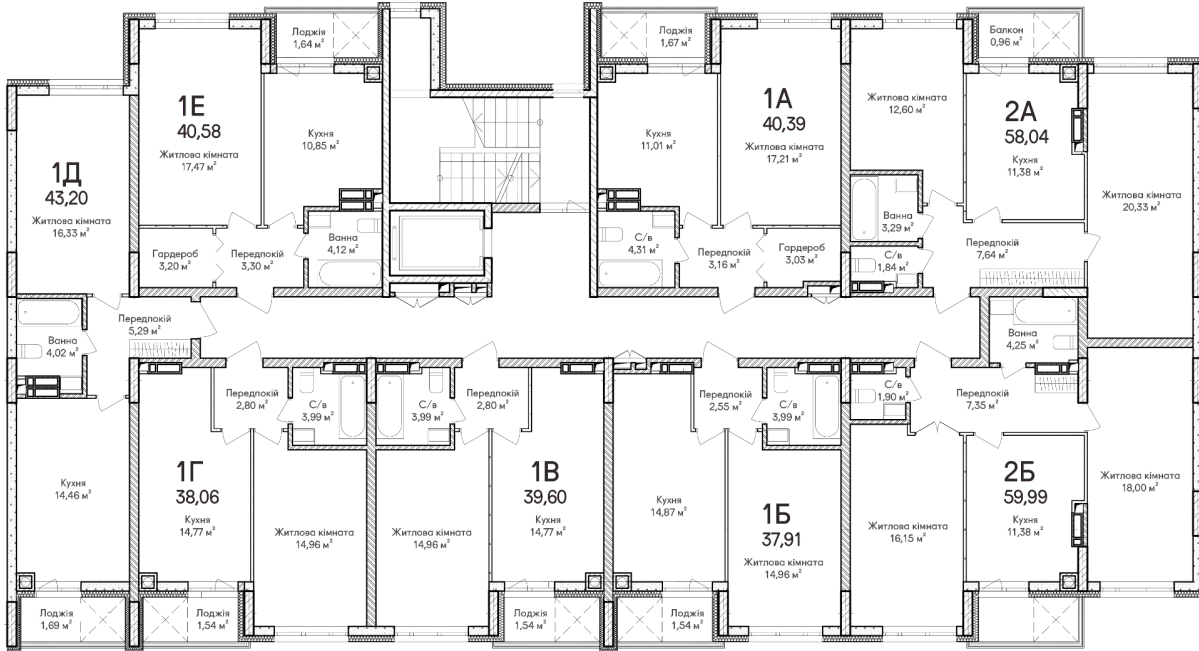 Лоджія
1,64 м²
Лоджія
1,67 м²
Балкон
0,96 м²
1Е
40,58
Житлова кімната
17,47 м²
Кухня
10,85 м²
Кухня
11,01 м²
1А
40,39
Житлова кімната
17,21 м²
Житлова кімната
12,60 м²
2А
58,04
Кухня
11,38 м²
Житлова кімната
20,33 м²
1Д
43,20
Житлова кімната
16,33 м²
Гардероб
3,20 м²
Передпокій
3,30 м²
Ванна
4,12 м²
С/в
4,31 м²
Передпокій
3,16 м²
Гардероб
3,03 м²
Ванна
3,29 м²
С/в
1,84 м²
Передпокій
7,64 м²
Передпокій
5,29 м²
Ванна
4,02 м²
Ванна
4,25 м²
Передпокій
2,80 м²
С/в
3,99 м²
С/в
3,99 м²
Передпокій
2,80 м²
Передпокій
2,55 м²
С/в
3,99 м²
С/в
1,90 м²
Передпокій
7,35 м²
Кухня
14,46 м²
1Г
38,06
Кухня
14,77 м²
Житлова кімната
14,96 м²
Житлова кімната
14,96 м²
1В
39,60
Кухня
14,77 м²
Кухня
14,87 м²
1Б
37,91
Житлова кімната
14,96 м²
Житлова кімната
16,15 м²
2Б
59,99
Кухня
11,38 м²
Житлова кімната
18,00 м²
Лоджія
1,69 м²
Лоджія
1,54 м²
Лоджія
1,54 м²
Лоджія
1,54 м²